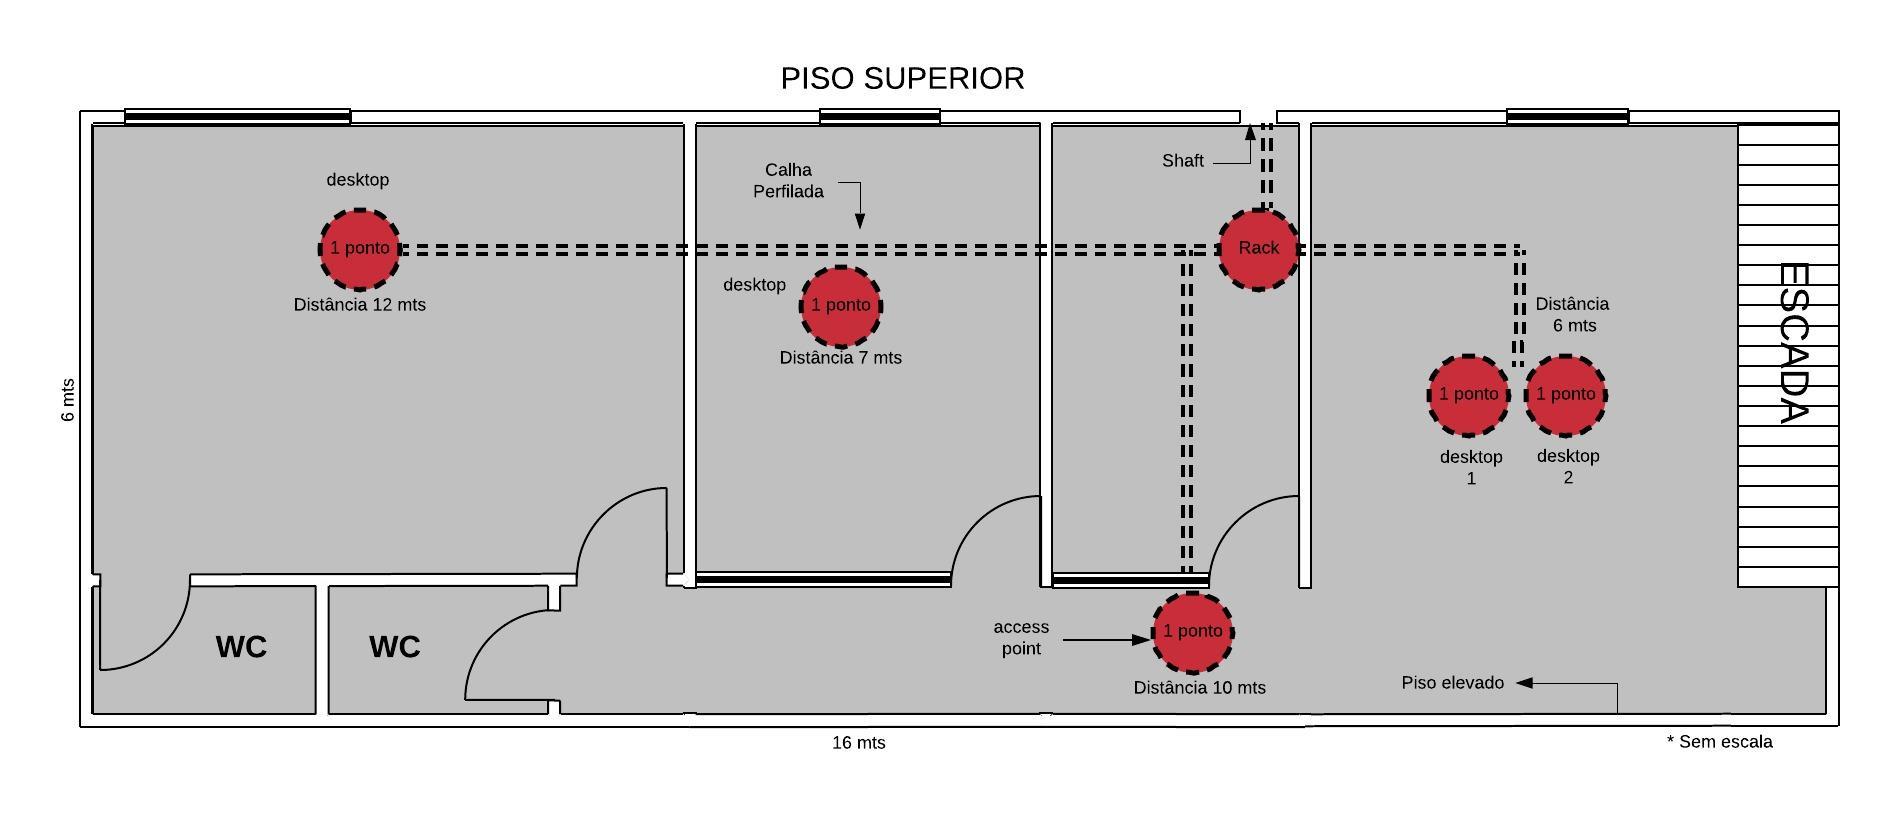 PISO SUPERIOR
desktop
1 ponto
Distância 12 mts
Calha
Perfilada
desktop
1 ponto
Distância 7 mts
Shaft
Rack
Distância
6 mts
1 ponto
1 ponto
desktop
1
desktop
2
ESCADA
6 mts
WC
WC
access
point
1 ponto
Distância 10 mts
Piso elevado
16 mts
* Sem escala